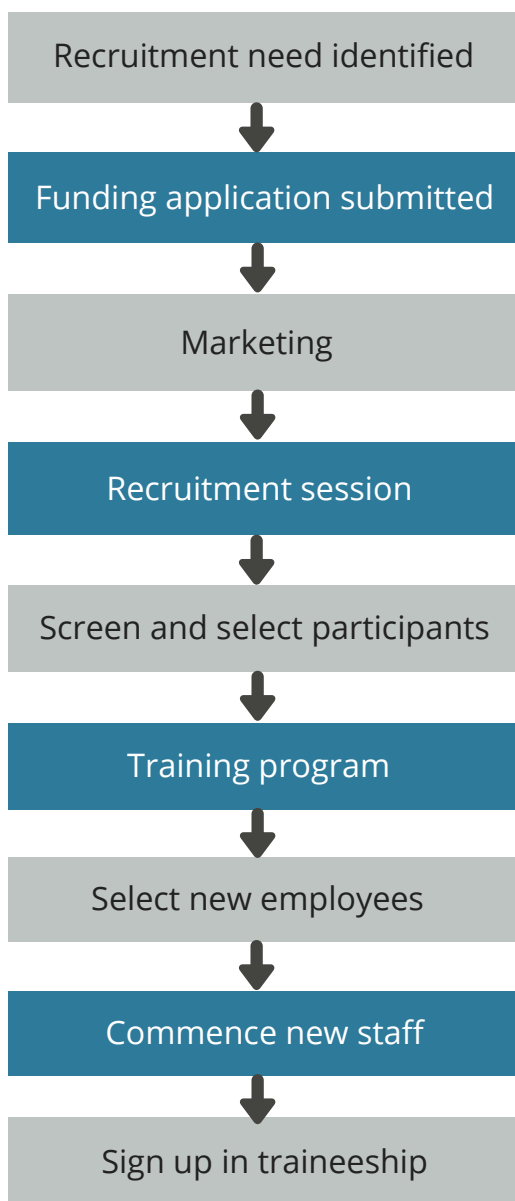 Recruitment need identified
Funding application submitted
Marketing
Recruitment session
Screen and select participants
Training program
Select new employees
Commence new staff
Sign up in traineeship